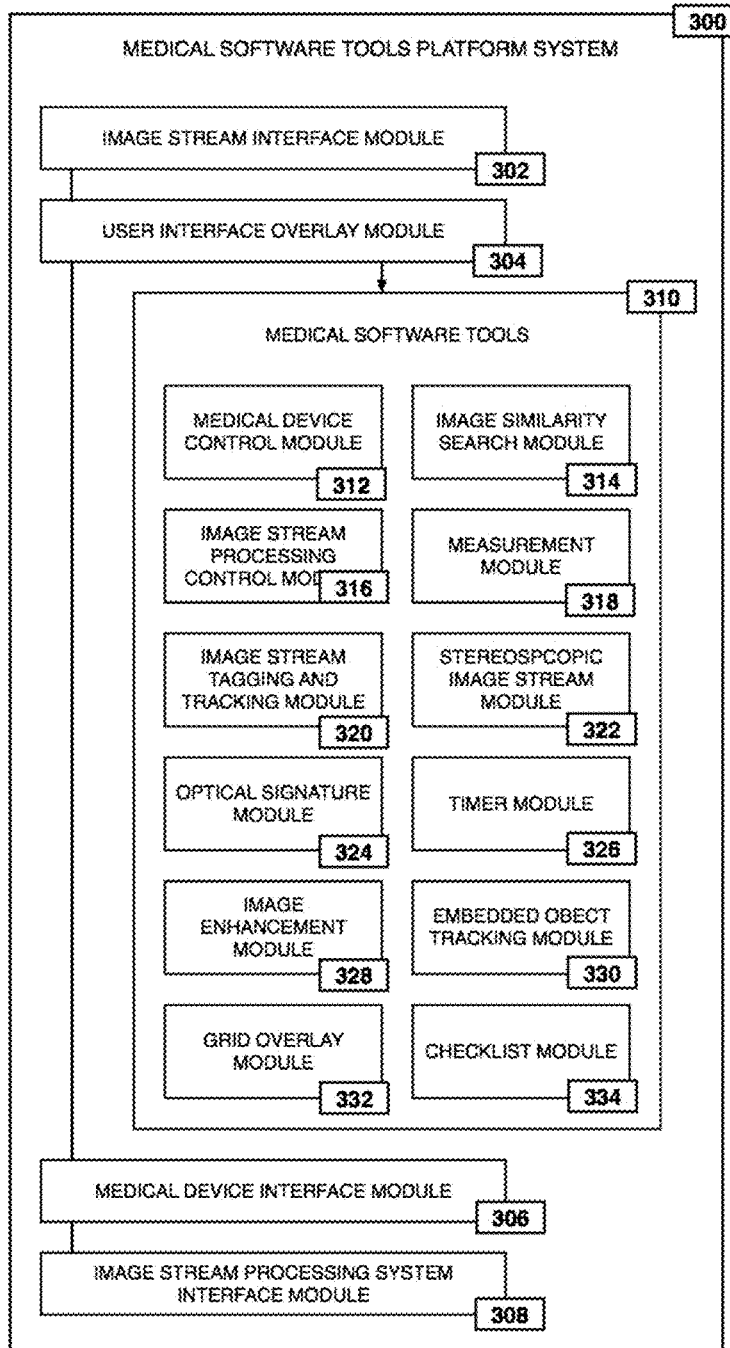 300
MEDICAL SOFTWARE TOOLS PLATFORM SYSTEM
IMAGE STREAM INTERFACE MODULE
302
USER INTERFACE OVERLAY MODULE
304
310
MEDICAL SOFTWARE TOOLS
MEDICAL DEVICE
CONTROL MODULE
312
IMAGE SIMILARITY
SEARCH MODULE
314
IMAGE STREAM
PROCESSING
CONTROL MOD
316
MEASUREMENT
MODULE
318
IMAGE STREAM
TAGGING AND
TRACKING MODULE
320
STEREOSPCOPIC
IMAGE STREAM
MODULE
322
OPTICAL SIGNATURE
MODULE
324
TIMER MODULE
326
IMAGE
ENHANCEMENT
MODULE
328
EMBEDDED OBECT
TRACKING MODULE
330
GRID OVERLAY
MODULE
332
CHECKLIST MODULE
334
MEDICAL DEVICE INTERFACE MODULE
306
IMAGE STREAM PROCESSING SYSTEM
INTERFACE MODULE
308